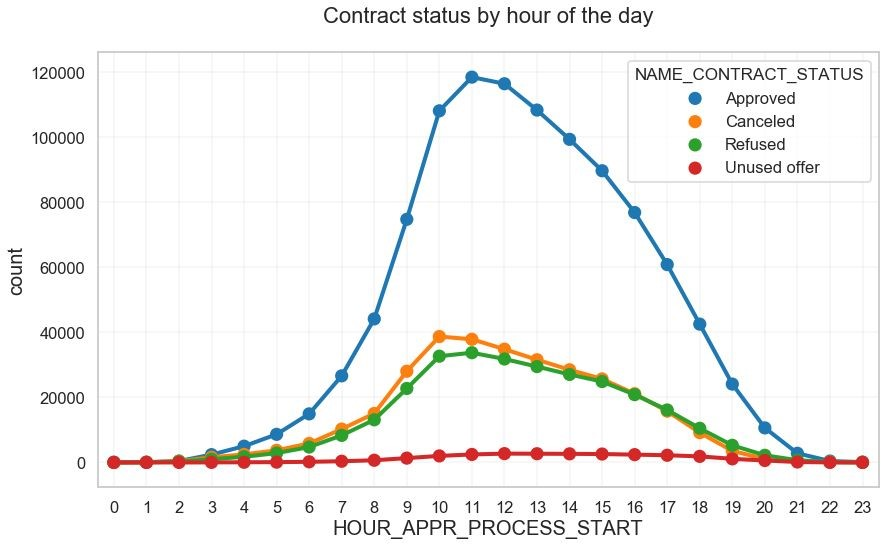 Contract status by hour of the day
NAME_CONTRACT_STATUS
Approved
Canceled
Refused
Unused offer
120000
100000
80000
60000
40000
20000
0
count
0 1 2 3 4 5 6 7 8 9 10 11 12 13 14 15 16 17 18 19 20 21 22 23
HOUR_APPR_PROCESS_START